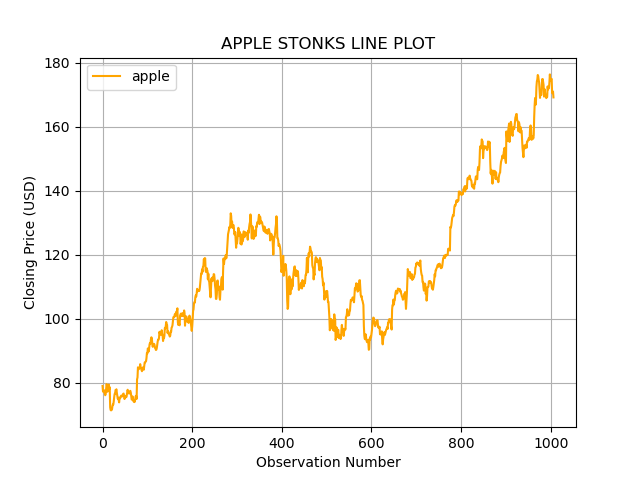 APPLE STONKS LINE PLOT
apple
180
160
140
120
100
80
Closing Price (USD)
0 200 400 600 800 1000
Observation Number